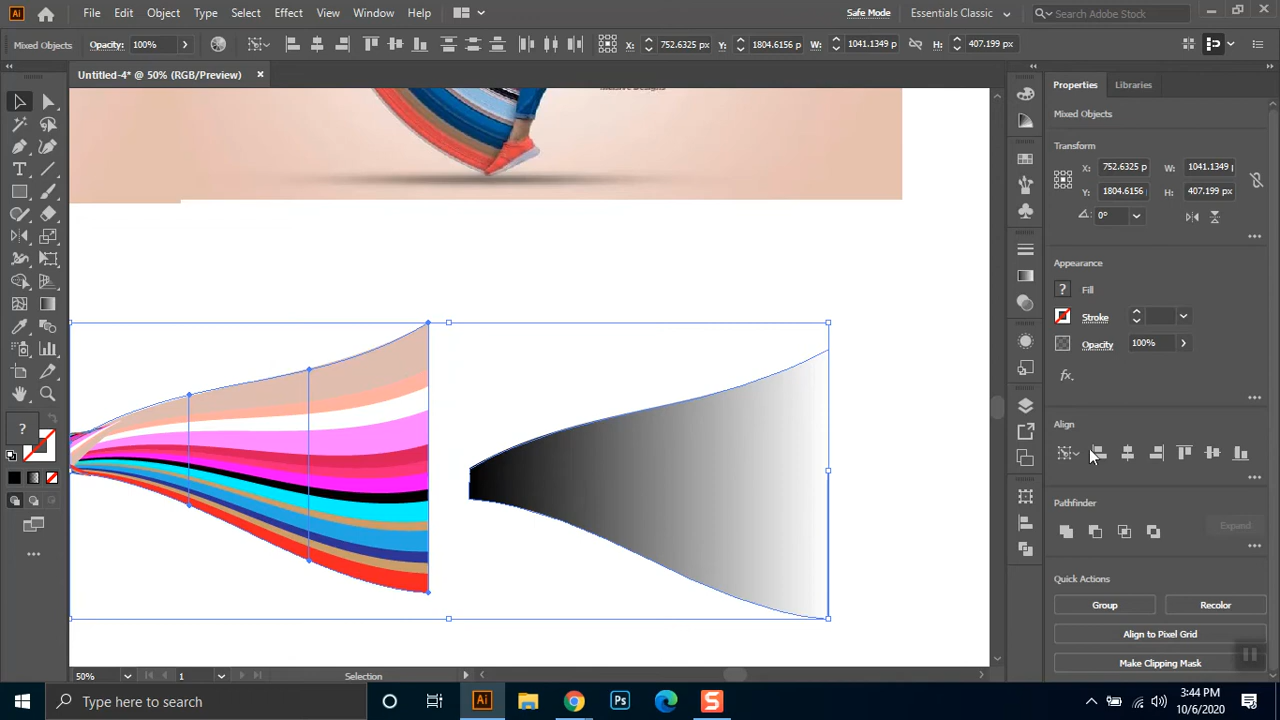 Ai
File Edit Object Type Select Effect View Window Help
Safe Mode
Essentials Classic
Search Adobe Stock
Mixed Objects
Opacity: 100%
X: 752.6325 px
Y: 1804.6156 p
W: 1041.1349 p
H: 407.199 px
Untitled-4* @ 50% (RGB/Preview)
Properties Libraries
Mixed Objects
Transform
X: 752.6325 p
W: 1041.1349
Y: 1804.6156
H: 407.199 px
0°
Appearance
? Fill
Stroke
Opacity 100%
fx
Align
Pathfinder
Expand
Quick Actions
Group
Recolor
Align to Pixel Grid
Make Clipping Mask
?
50%
1
Selection
Type here to search
Ai
Ps
S
3:44 PM
10/6/2020